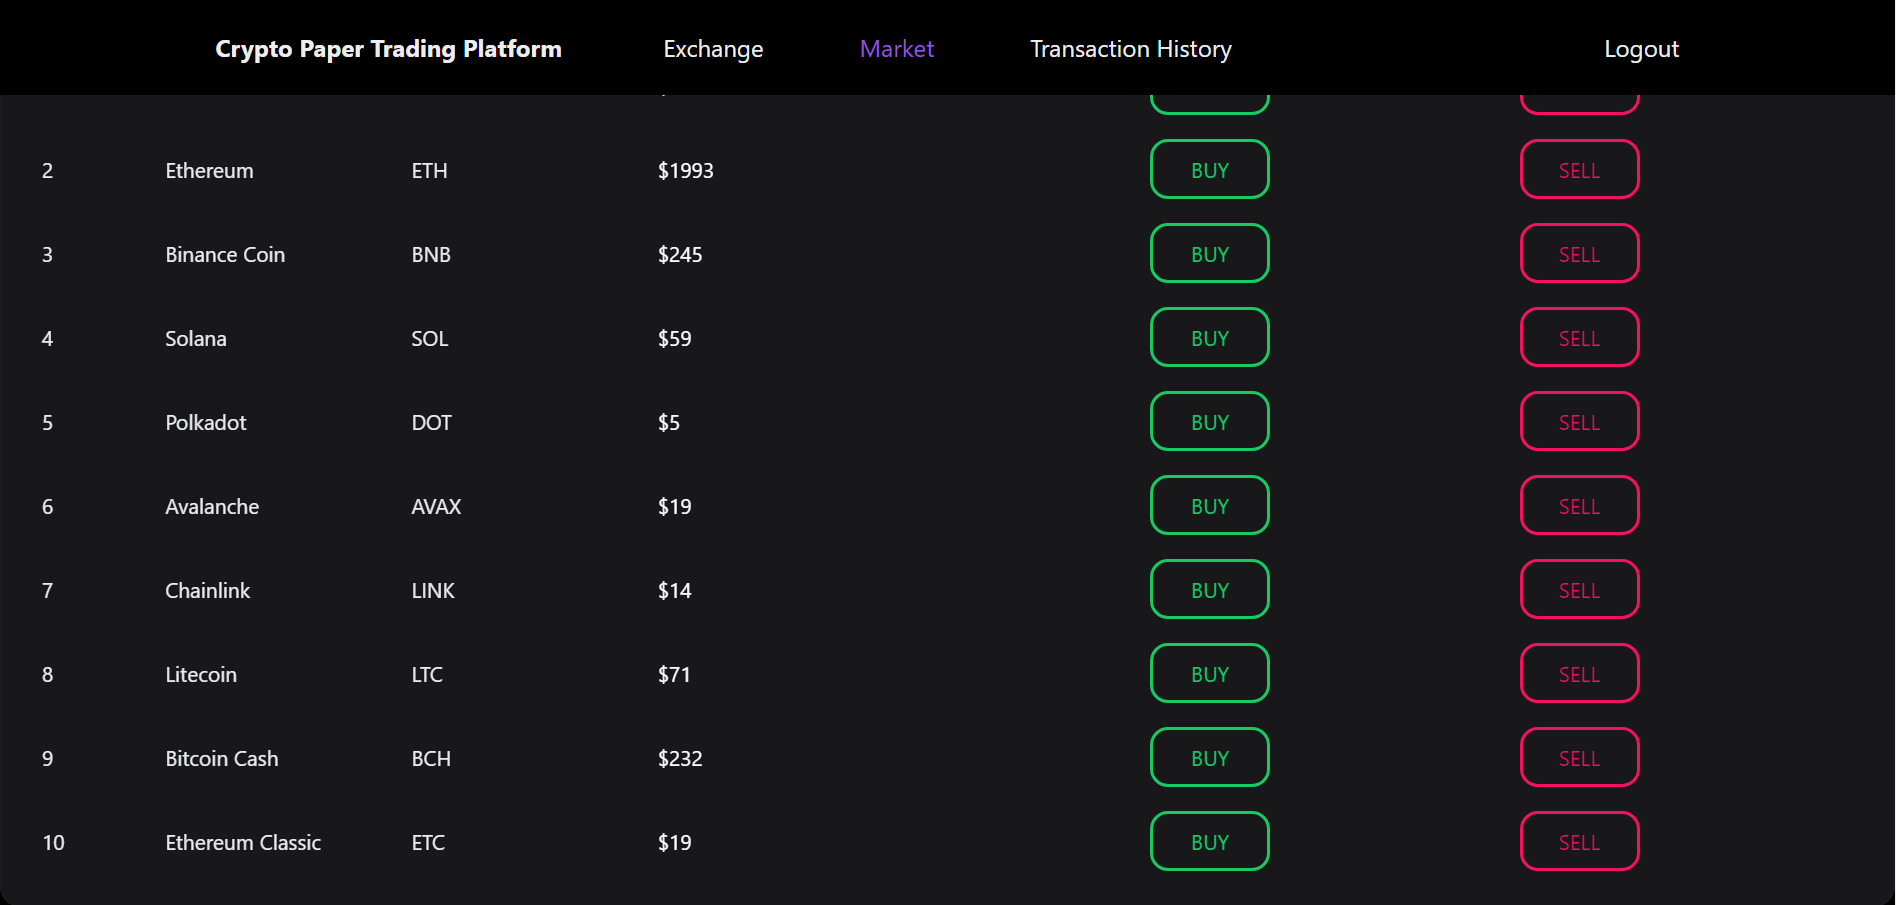 Crypto Paper Trading Platform Exchange Market Transaction History Logout
2 Ethereum ETH $1993 BUY SELL
3 Binance Coin BNB $245 BUY SELL
4 Solana SOL $59 BUY SELL
5 Polkadot DOT $5 BUY SELL
6 Avalanche AVAX $19 BUY SELL
7 Chainlink LINK $14 BUY SELL
8 Litecoin LTC $71 BUY SELL
9 Bitcoin Cash BCH $232 BUY SELL
10 Ethereum Classic ETC $19 BUY SELL